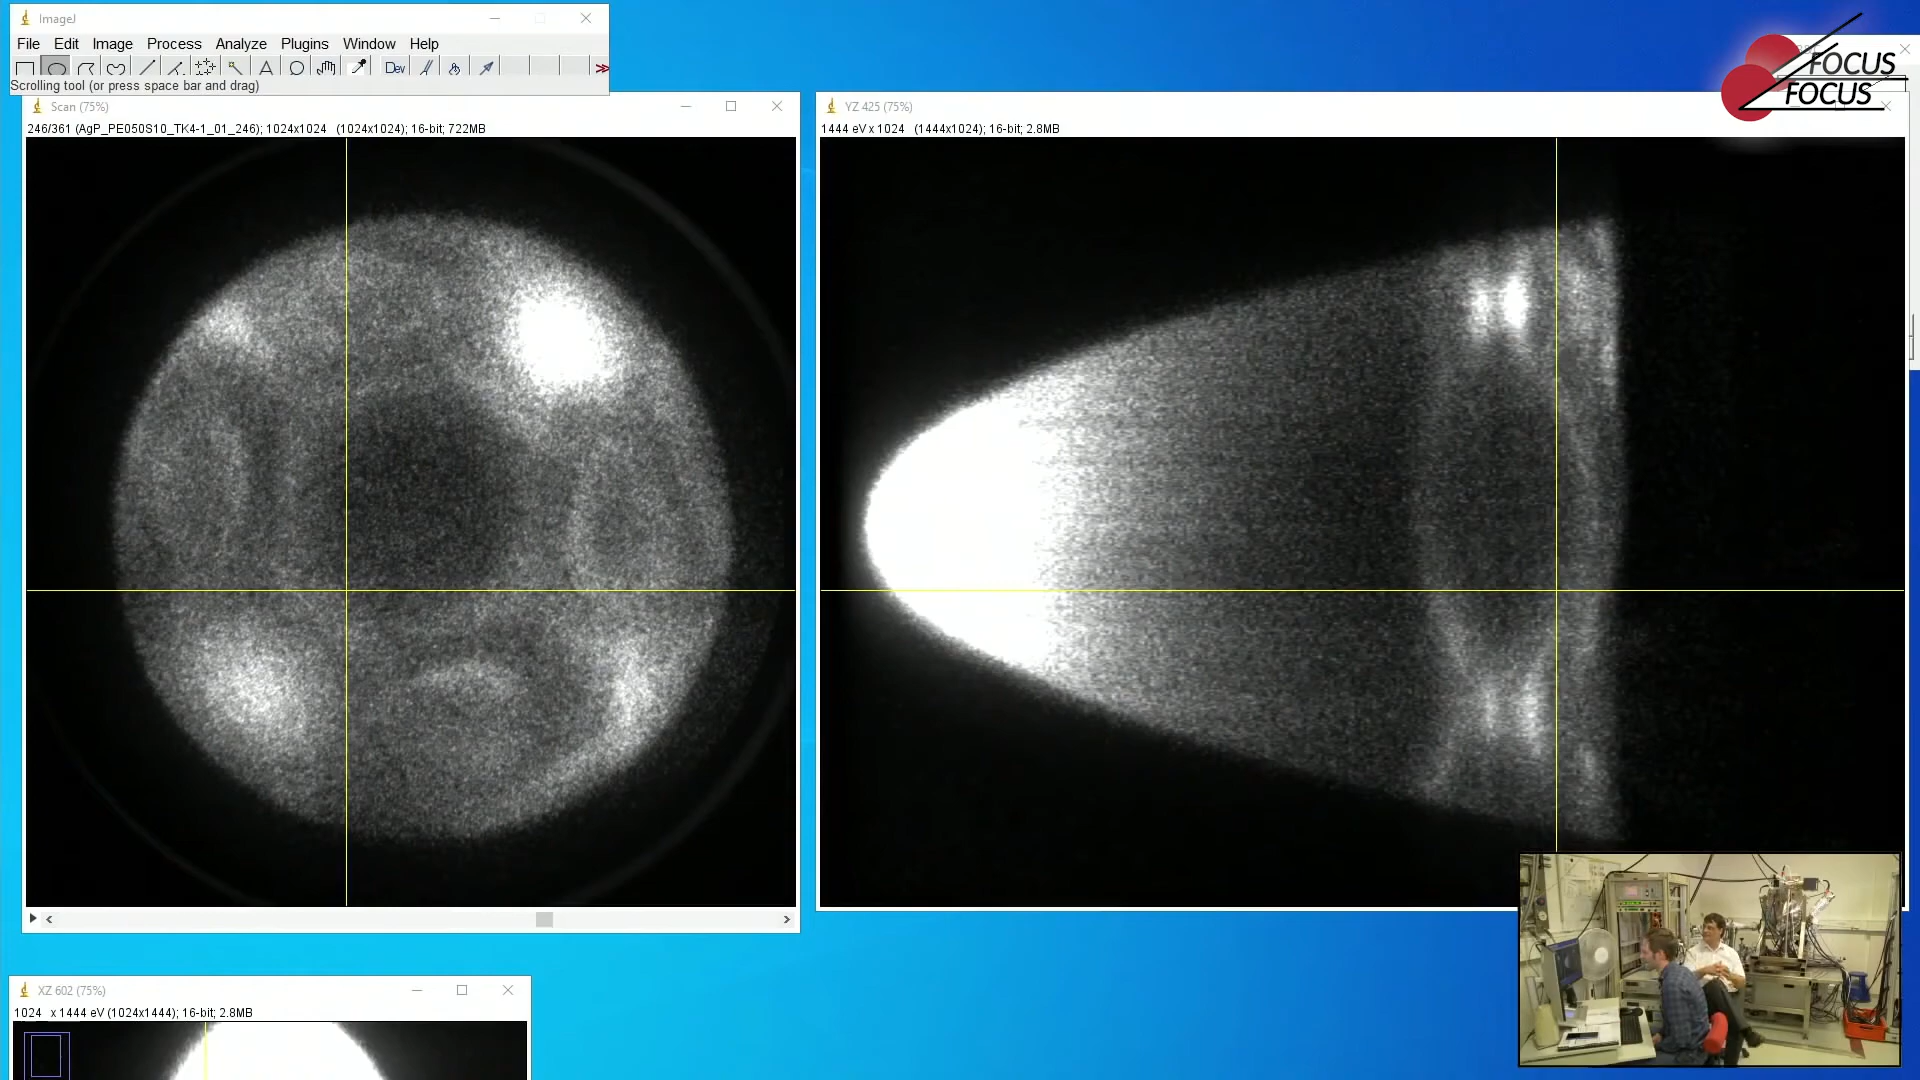 ImageJ
File Edit Image Process Analyze Plugins Window Help
Dev
Scrolling tool (or press space bar and drag)
Scan (75%)
246/361 (AgP_PE050S10_TK4-1_01_246); 1024x1024 (1024x1024); 16-bit; 722MB
YZ 425 (75%)
1444 eV x 1024 (1444x1024); 16-bit; 2.8MB
FOCUS
FOCUS
XZ 602 (75%)
1024 x 1444 eV (1024x1444); 16-bit; 2.8MB